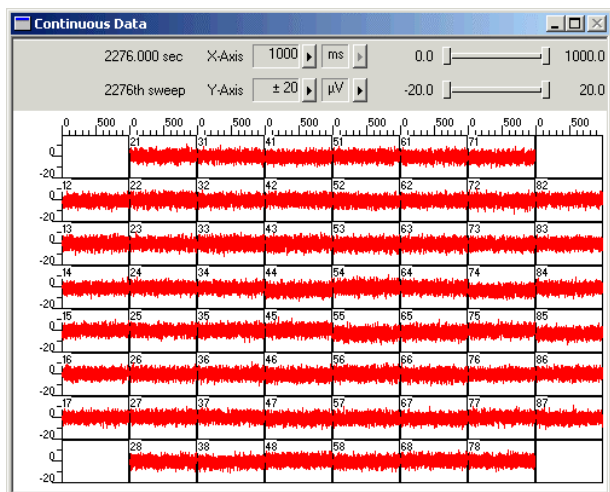 Continuous Data
2276.000 sec X-Axis 1000 ms 0.0 1000.0
2276th sweep Y-Axis ± 20 µV -20.0 20.0
0 500 0 500 0 500 0 500 0 500 0 500 0 500 0 500
21 31 41 51 61 71
0
-20
12 22 32 42 52 62 72 82
0
-20
13 23 33 43 53 63 73 83
0
-20
14 24 34 44 54 64 74 84
0
-20
15 25 35 45 55 65 75 85
0
-20
16 26 36 46 56 66 76 86
0
-20
17 27 37 47 57 67 77 87
0
-20
28 38 48 58 68 78
0
-20